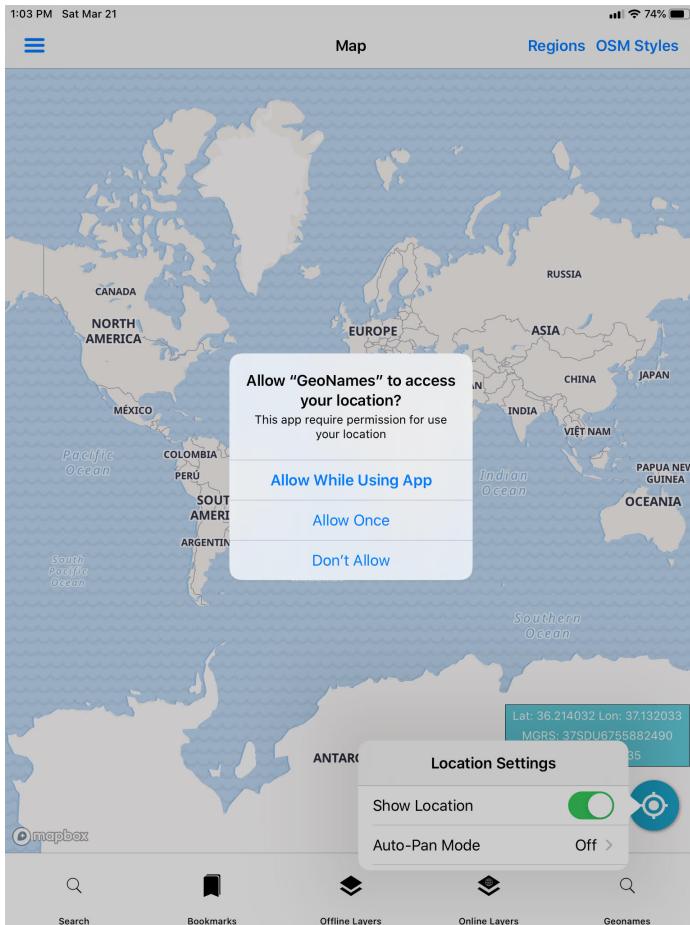 1:03 PM Sat Mar 21
74%
Map
Regions OSM Styles
CANADA
RUSSIA
NORTH
AMERICA
EUROPE
ASIA
CHINA
JAPAN
MÉXICO
INDIA
VIỆT NAM
COLOMBIA
PERÚ
Pacific
Ocean
Indian
Ocean
PAPUA NEW
GUINEA
OCEANIA
ARGENTIN
South
Pacific
Ocean
Southern
Ocean
Allow “GeoNames” to access
your location?
This app require permission for use
your location
Allow While Using App
Allow Once
Don’t Allow
Lat: 36.214032 Lon: 37.132033
MGRS: 37SDU6755882490
35
ANTARC
Location Settings
Show Location
Auto-Pan Mode Off
mapbox
Search
Bookmarks
Offline Layers
Online Layers
Geonames